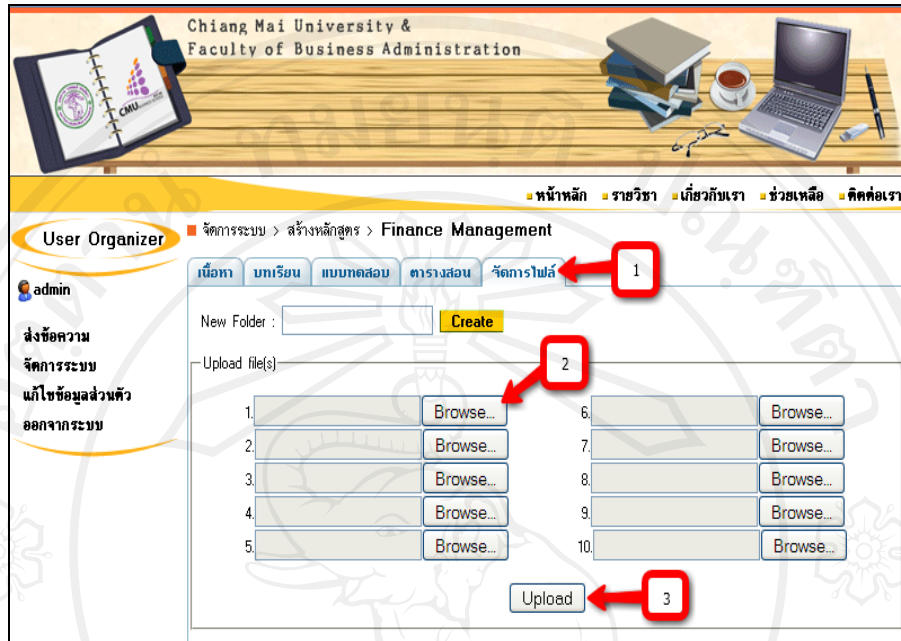 Chiang Mai University &
Faculty of Business Administration
CMU
หน้าหลัก รายวิชา เกี่ยวกับเรา ช่วยเหลือ ติดต่อเรา
User Organizer
จัดการระบบ > สร้างหลักสูตร > Finance Management
เนื้อหา บทเรียน แบบทดสอบ ตารางสอน จัดการไฟล์ 1
admin
New Folder : Create
ส่งข้อความ
จัดการระบบ
แก้ไขข้อมูลส่วนตัว
ออกจากระบบ
Upload file(s)
2
1. Browse... 6. Browse...
2. Browse... 7. Browse...
3. Browse... 8. Browse...
4. Browse... 9. Browse...
5. Browse... 10. Browse...
Upload 3